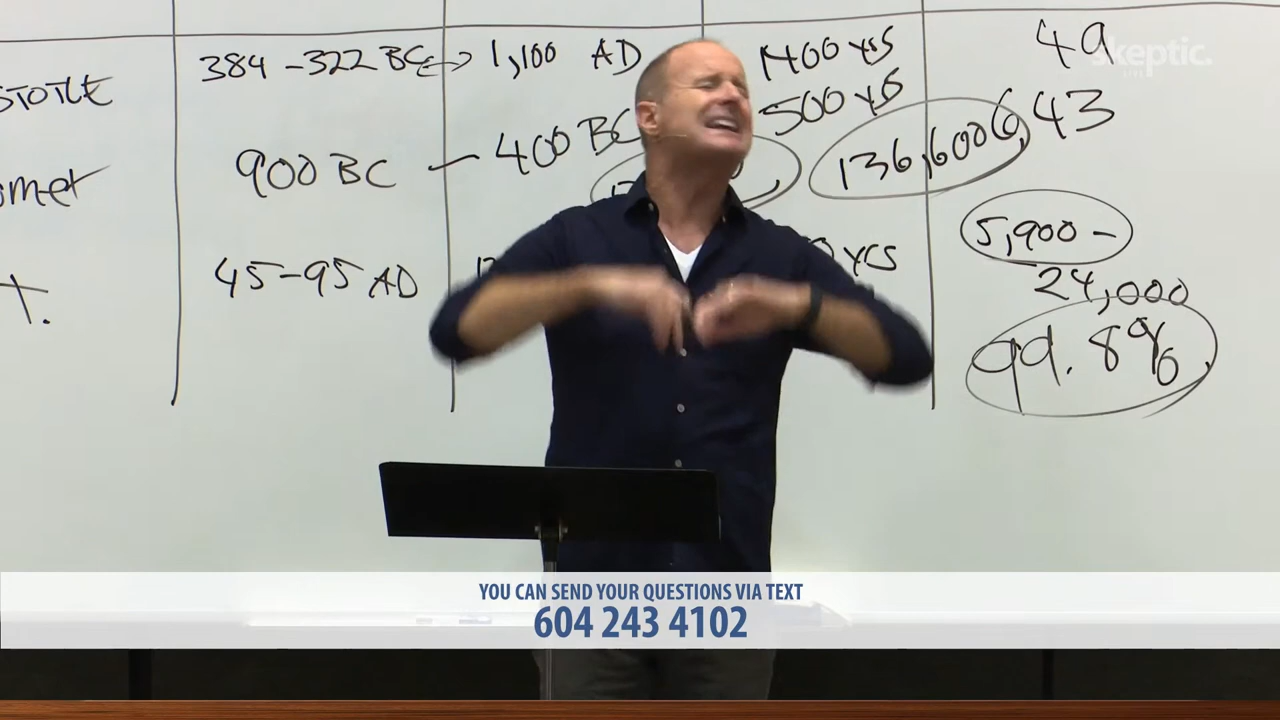 STOTLE 384 - 322 BC → 1,100 AD 1400 YRS 49
skeptic.
LIVE
omer 900 BC - 400 BC 500 YRS 643
136,600
5,900 -
24,000
T. 45-95 AD YRS
99.8%
YOU CAN SEND YOUR QUESTIONS VIA TEXT
604 243 4102